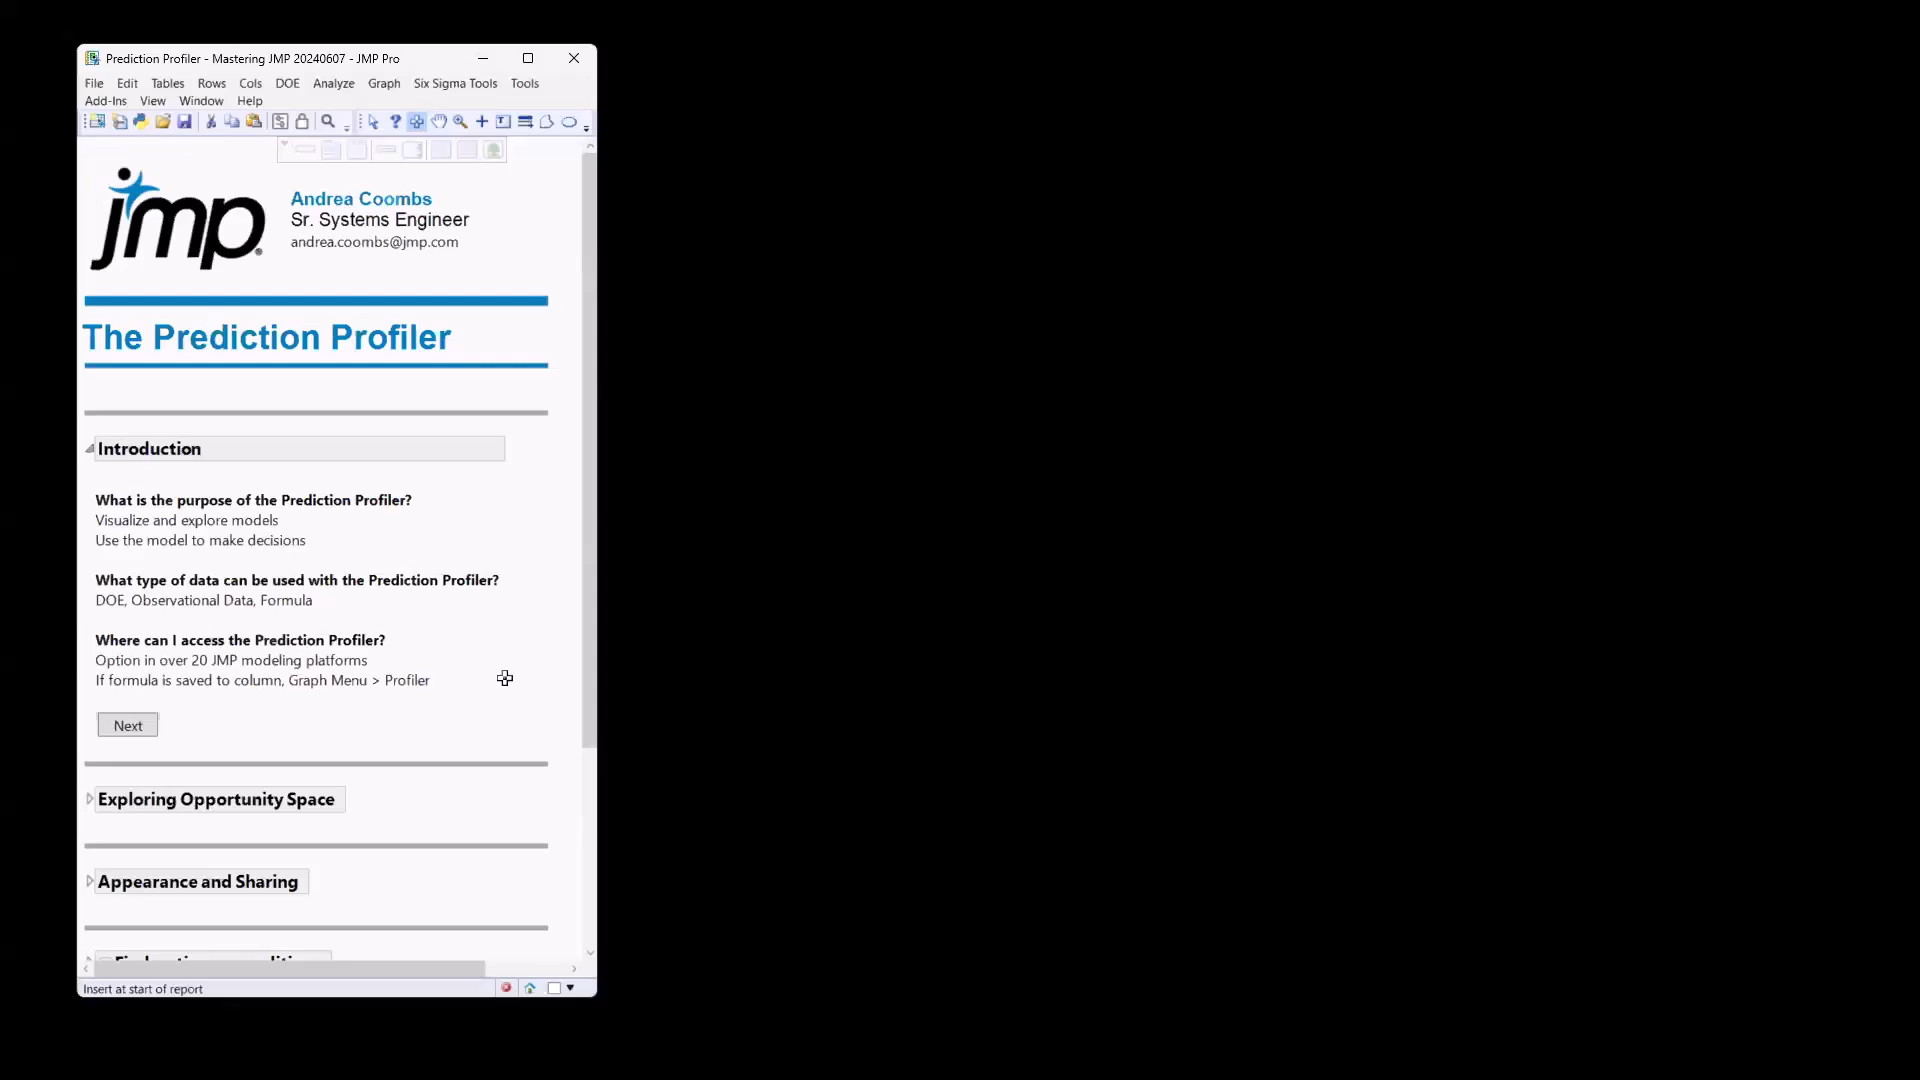 Prediction Profiler - Mastering JMP 20240607 - JMP Pro
File Edit Tables Rows Cols DOE Analyze Graph Six Sigma Tools Tools
Add-Ins View Window Help
jmp
Andrea Coombs
Sr. Systems Engineer
andrea.coombs@jmp.com
The Prediction Profiler
Introduction
What is the purpose of the Prediction Profiler?
Visualize and explore models
Use the model to make decisions
What type of data can be used with the Prediction Profiler?
DOE, Observational Data, Formula
Where can I access the Prediction Profiler?
Option in over 20 JMP modeling platforms
If formula is saved to column, Graph Menu > Profiler
Next
Exploring Opportunity Space
Appearance and Sharing
Insert at start of report